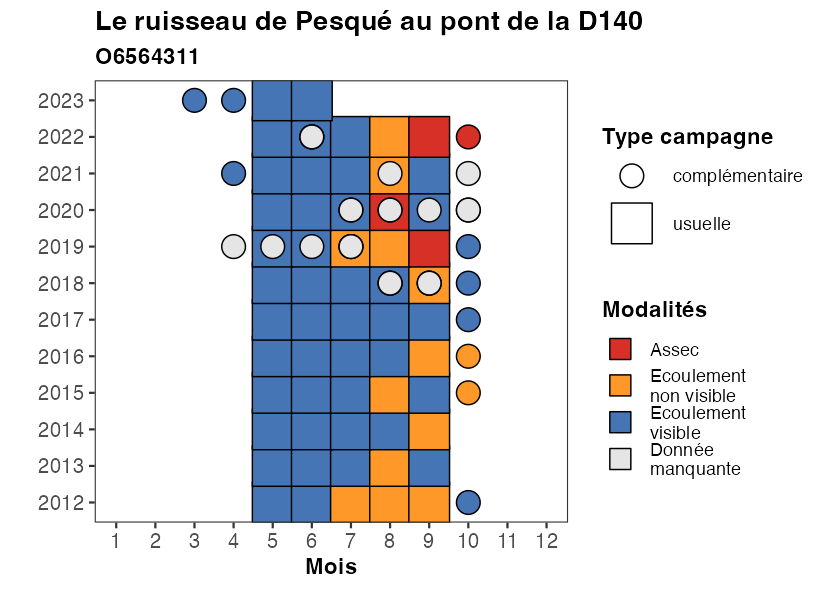 Le ruisseau de Pesqué au pont de la D140
O6564311
2023
2022
2021
2020
2019
2018
2017
2016
2015
2014
2013
2012
1 2 3 4 5 6 7 8 9 10 11 12
Mois
Type campagne
complémentaire
usuelle
Modalités
Assec
Ecoulement
non visible
Ecoulement
visible
Donnée
manquante